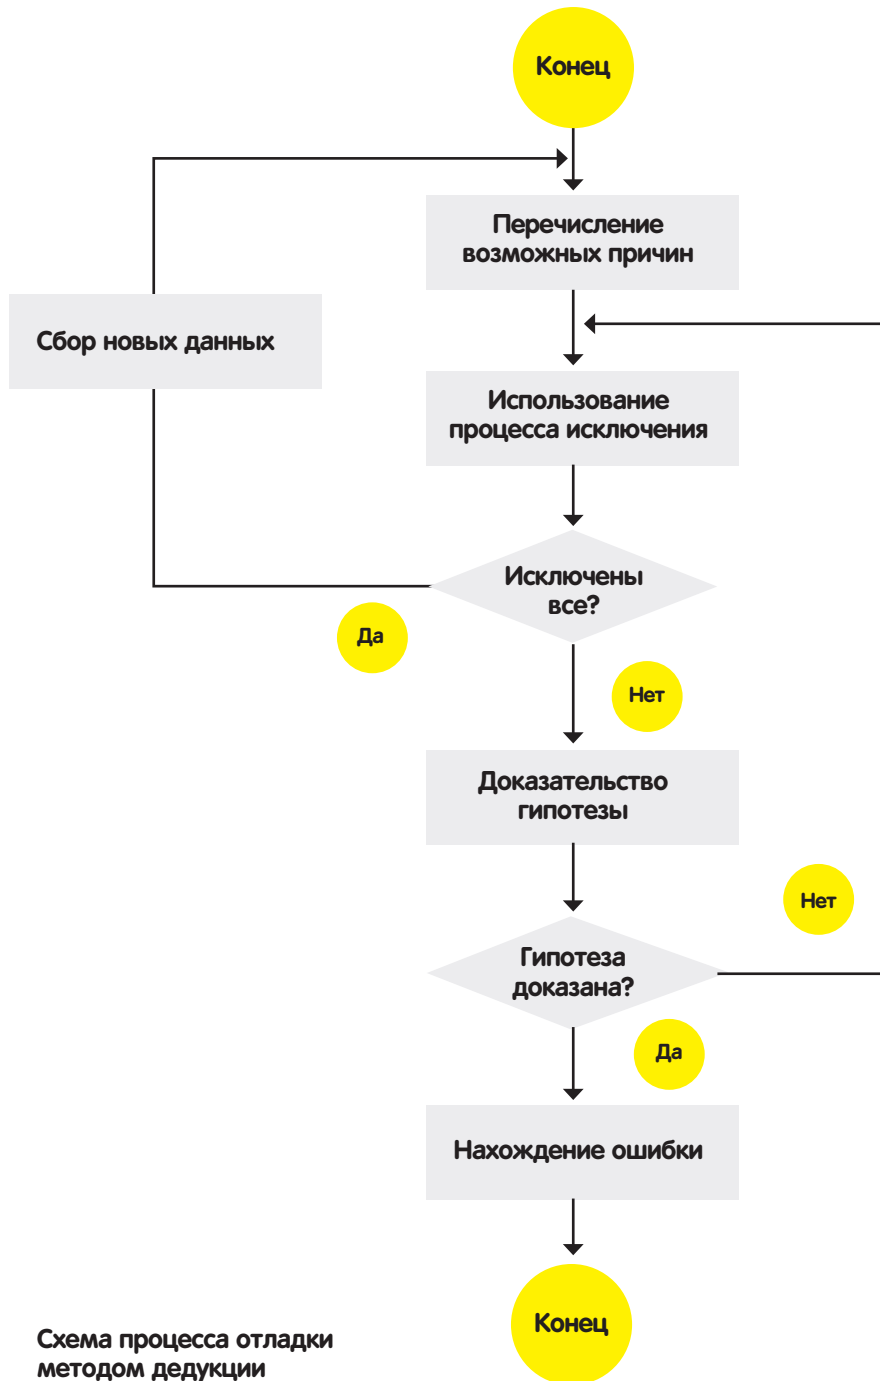 Конец
Перечисление
возможных причин
Сбор новых данных
Использование
процесса исключения
Исключены
все?
Да
Нет
Доказательство
гипотезы
Нет
Гипотеза
доказана?
Да
Нахождение ошибки
Конец
Схема процесса отладки
методом дедукции